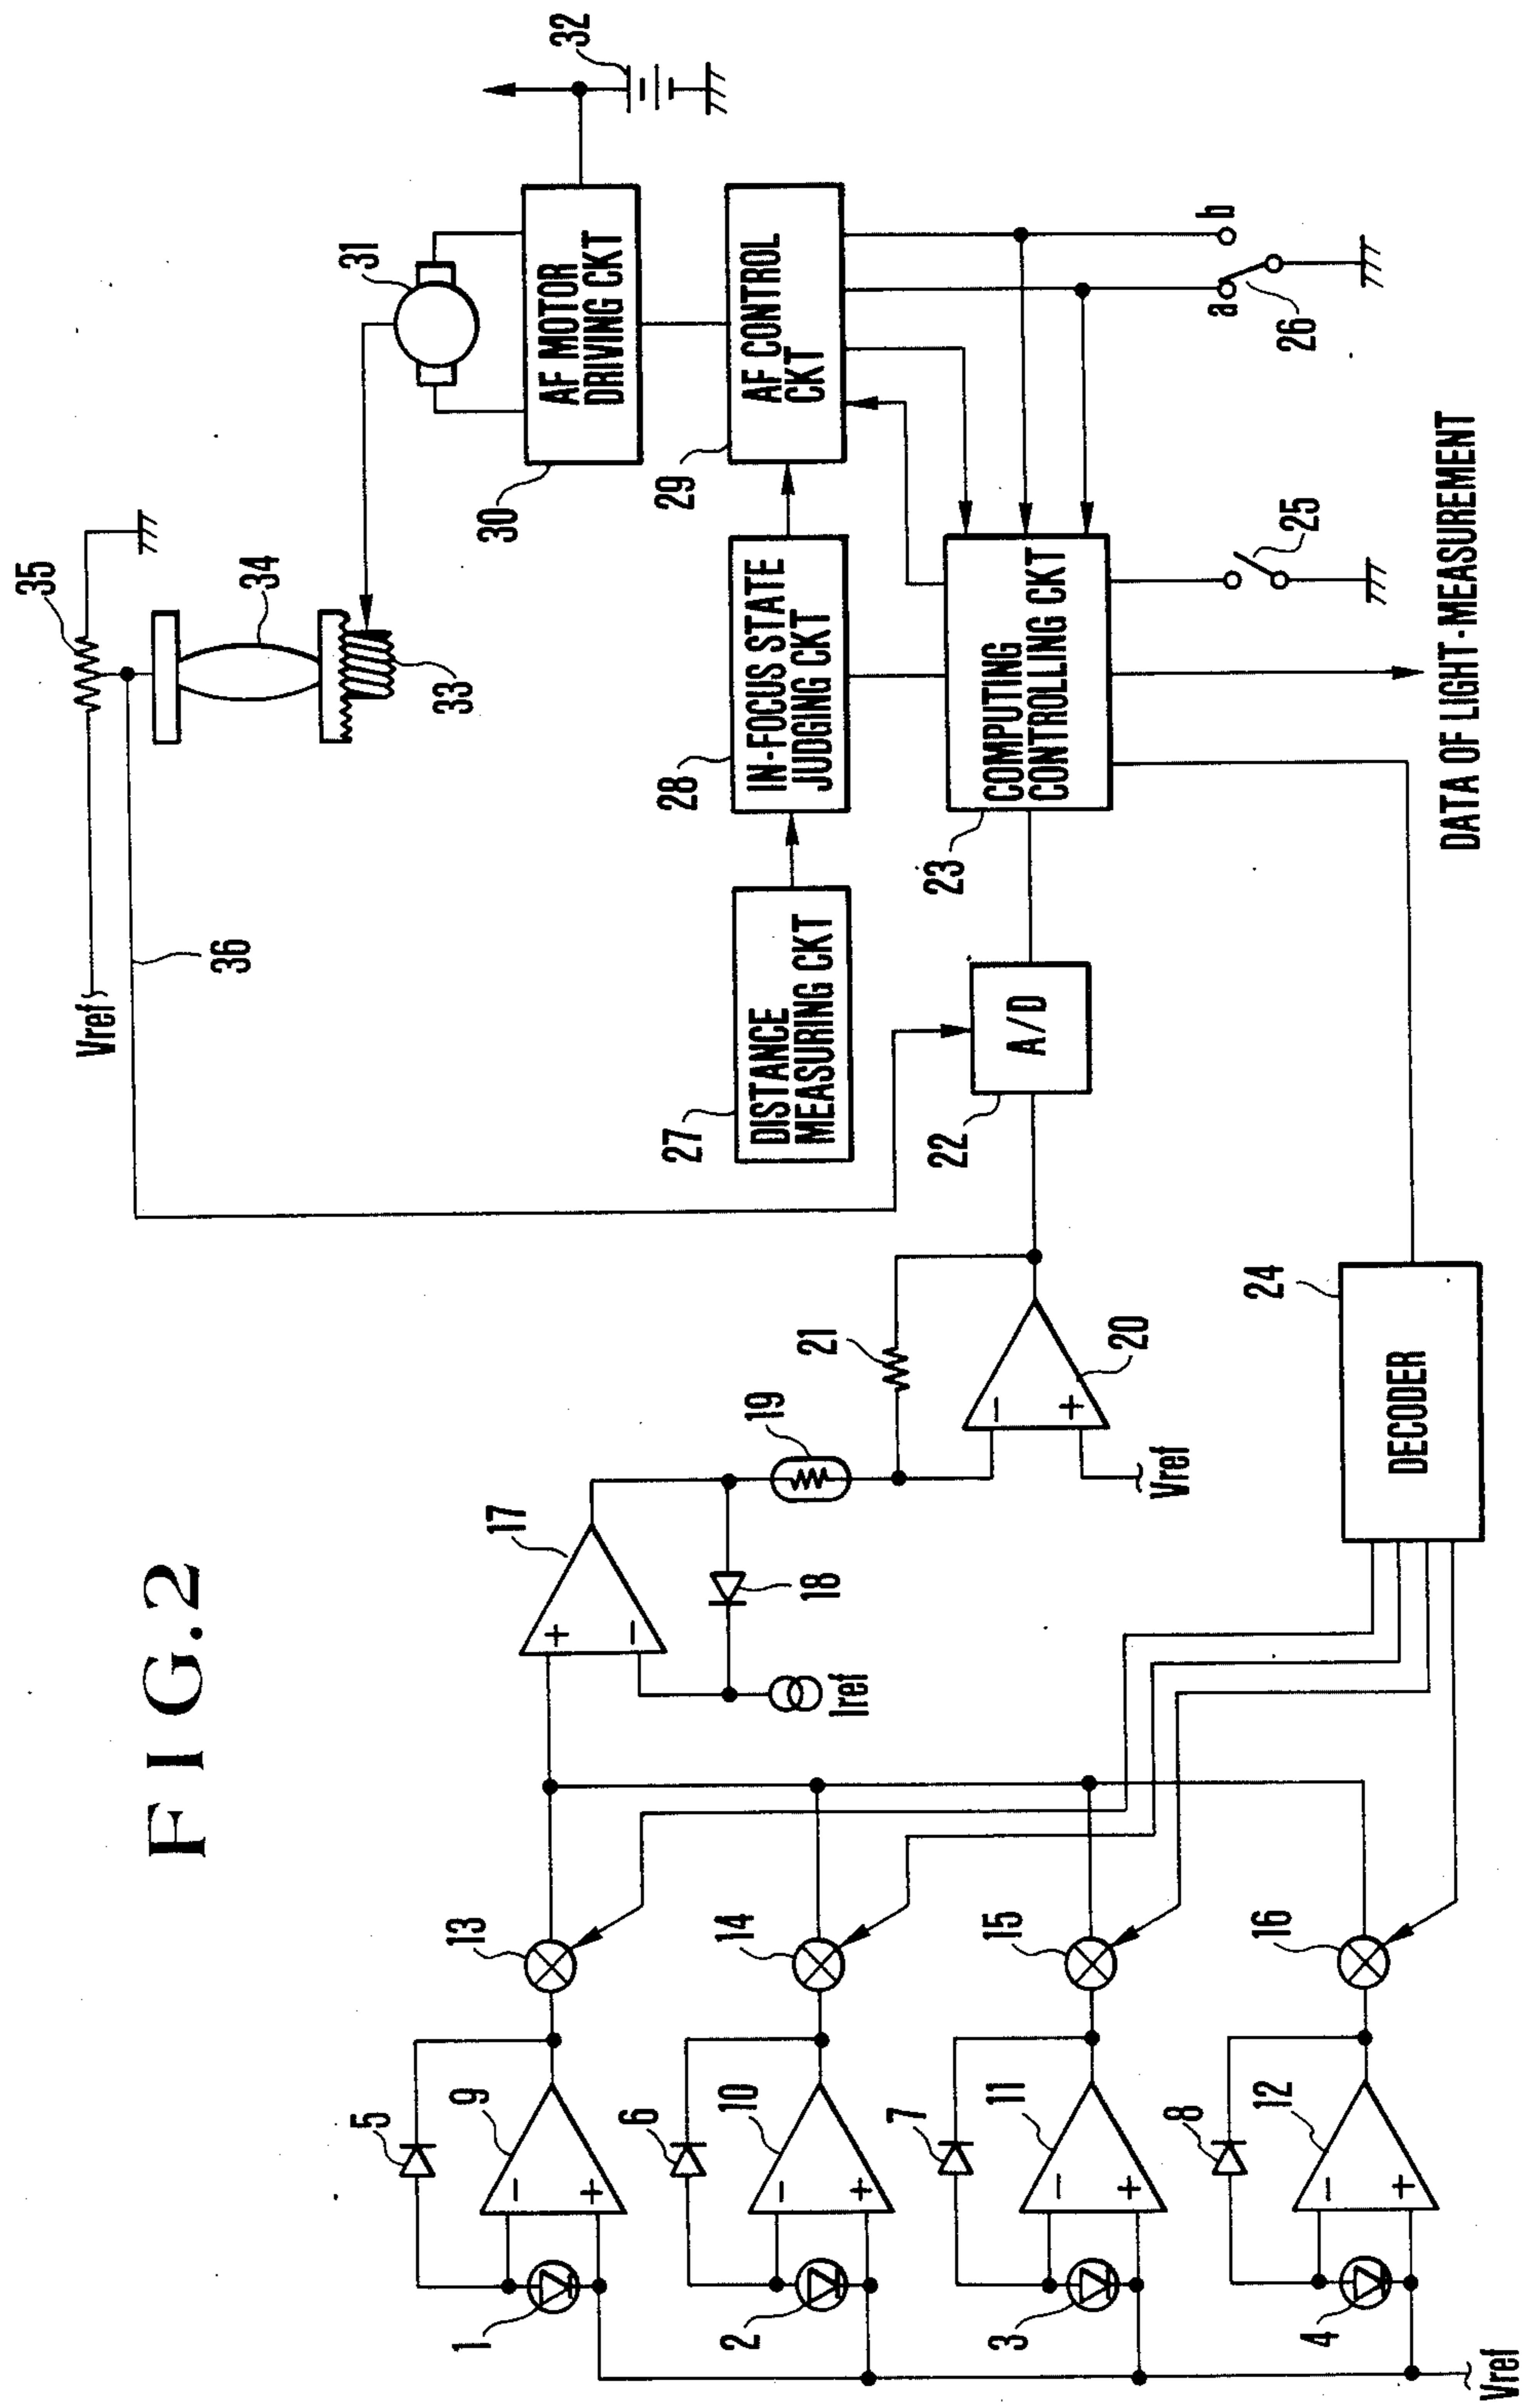 FIG.2
Vref
35
34
33
36
31
32
AF MOTOR
DRIVING CKT
30
AF CONTROL
CKT
29
IN-FOCUS STATE
JUDGING CKT
28
DISTANCE
MEASURING CKT
27
COMPUTING
CONTROLLING CKT
23
A/D
22
a
b
26
25
DATA OF LIGHT-MEASUREMENT
DECODER
24
17
+
−
18
Iref
19
21
−
+
20
Vref
13
14
15
16
5
9
−
+
1
6
10
−
+
2
7
11
−
+
3
8
12
−
+
4
Vref